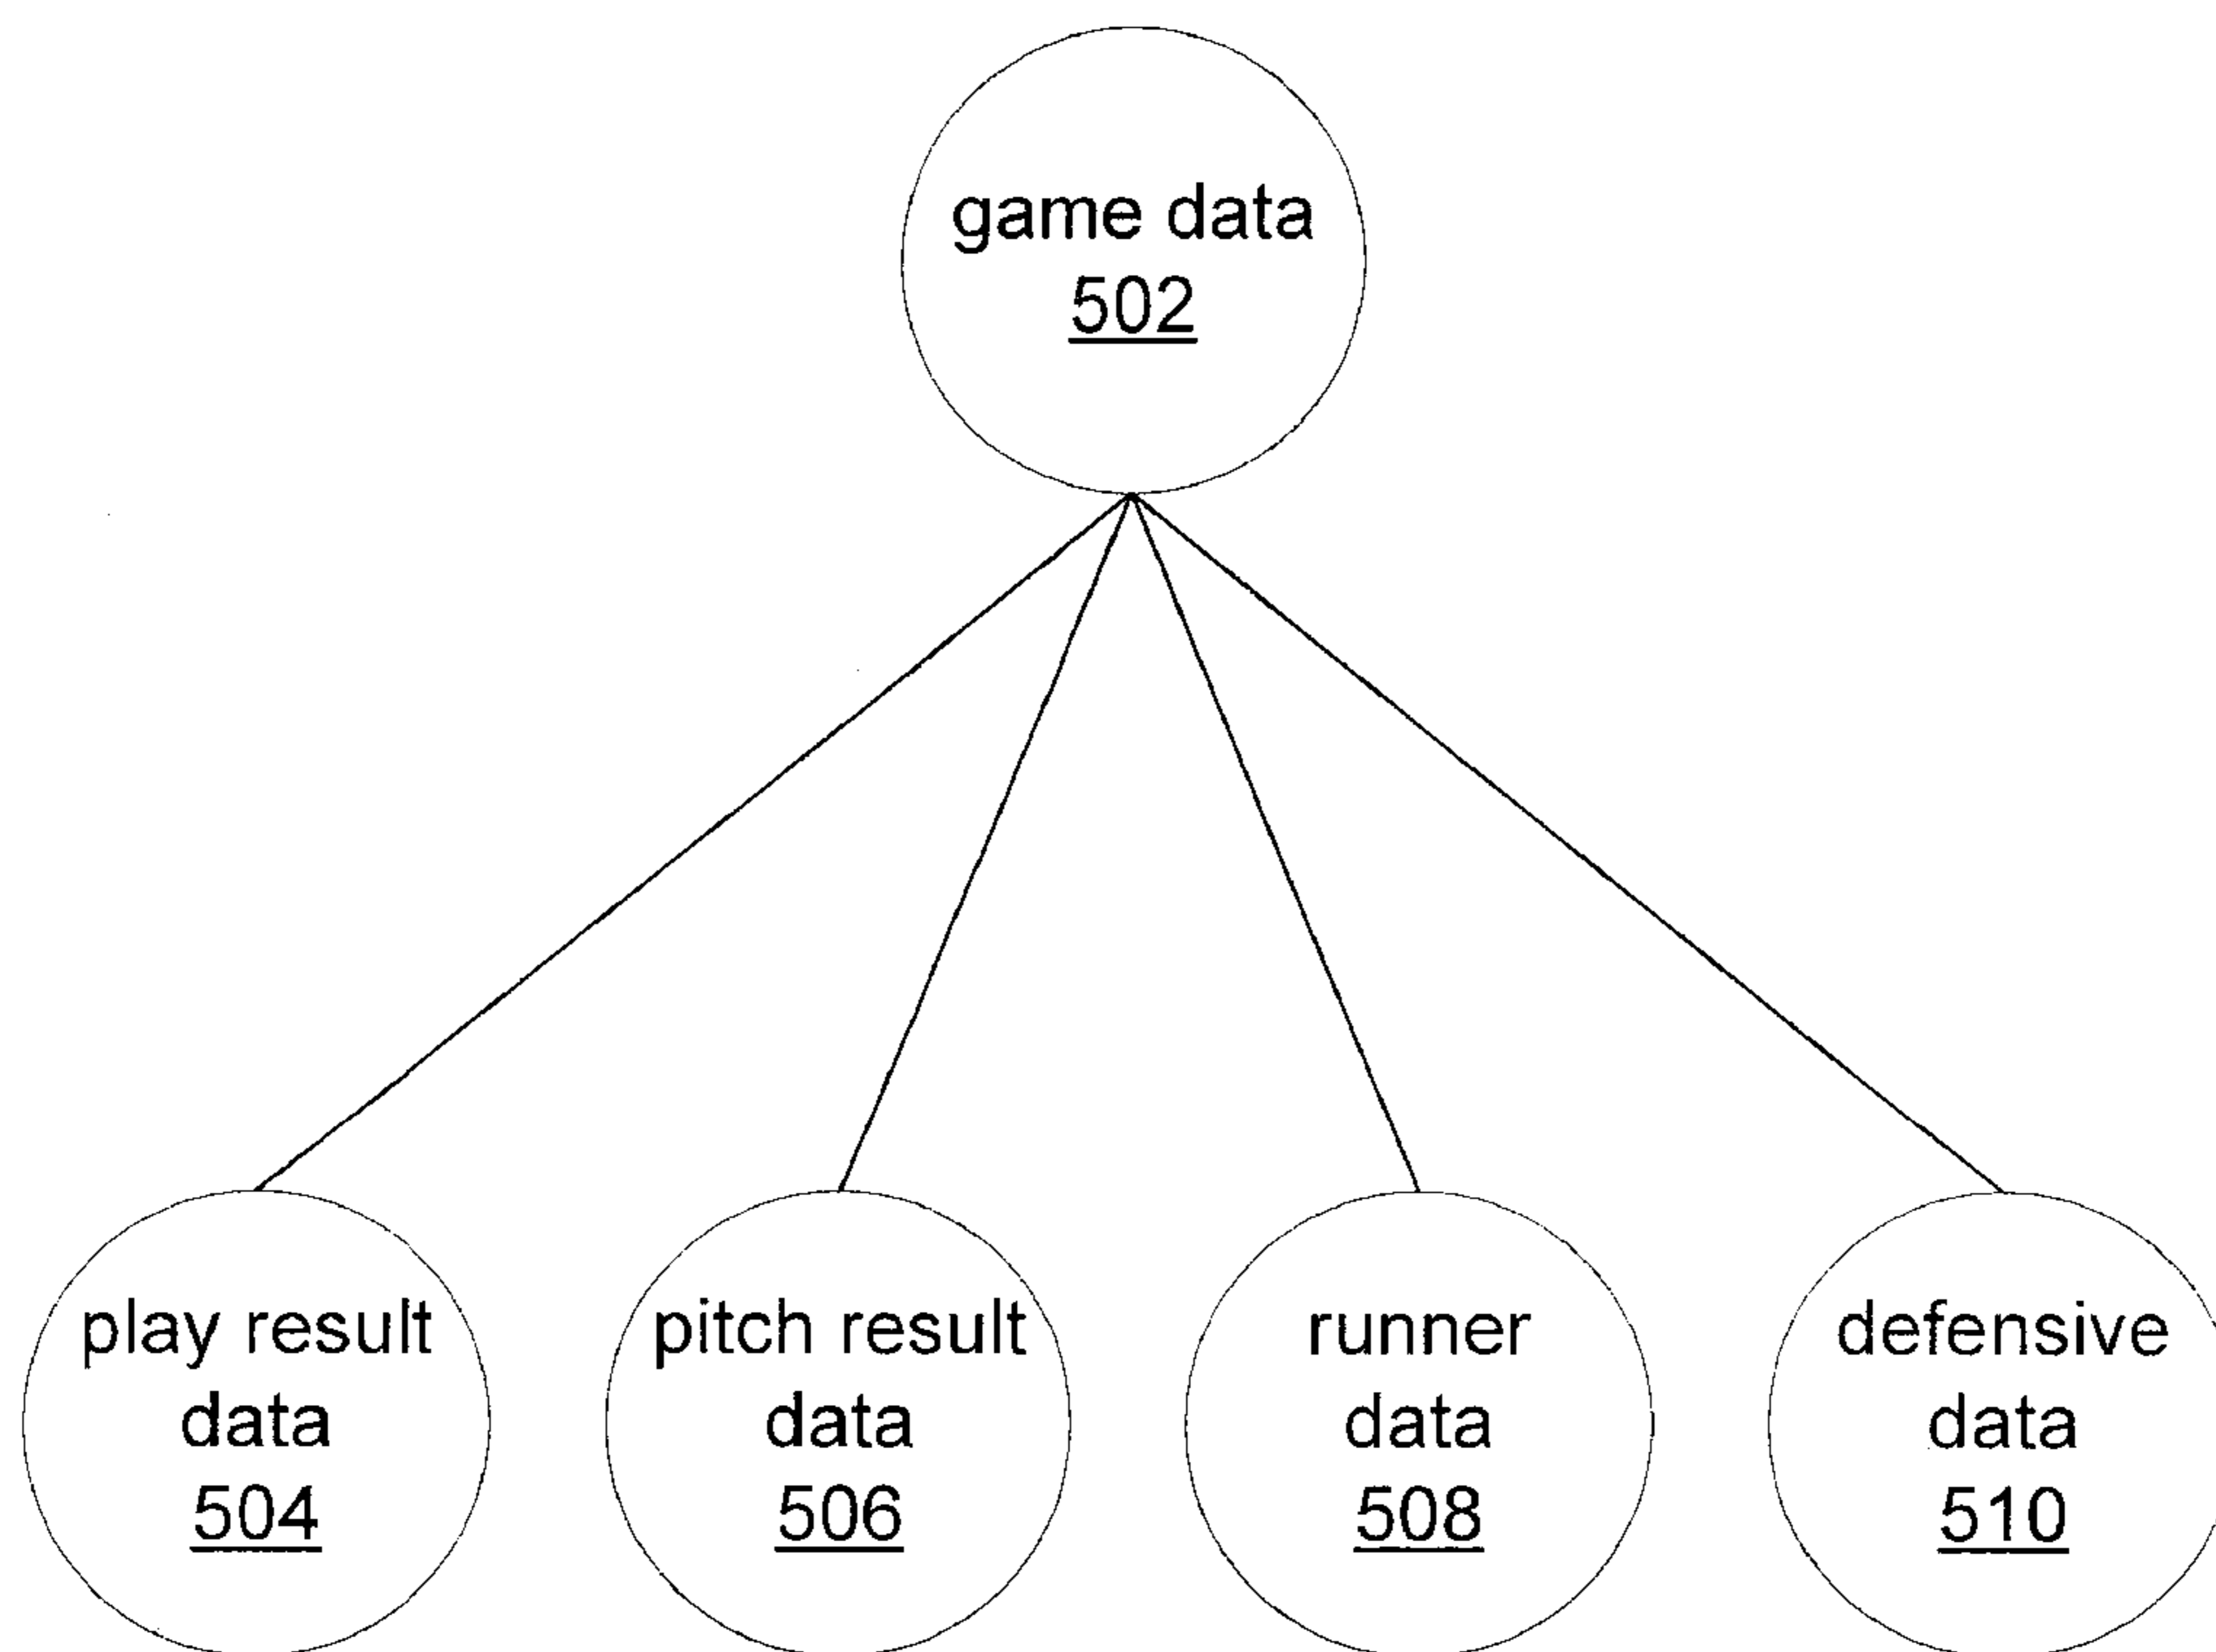 game data
502
play result
data
504
pitch result
data
506
runner
data
508
defensive
data
510